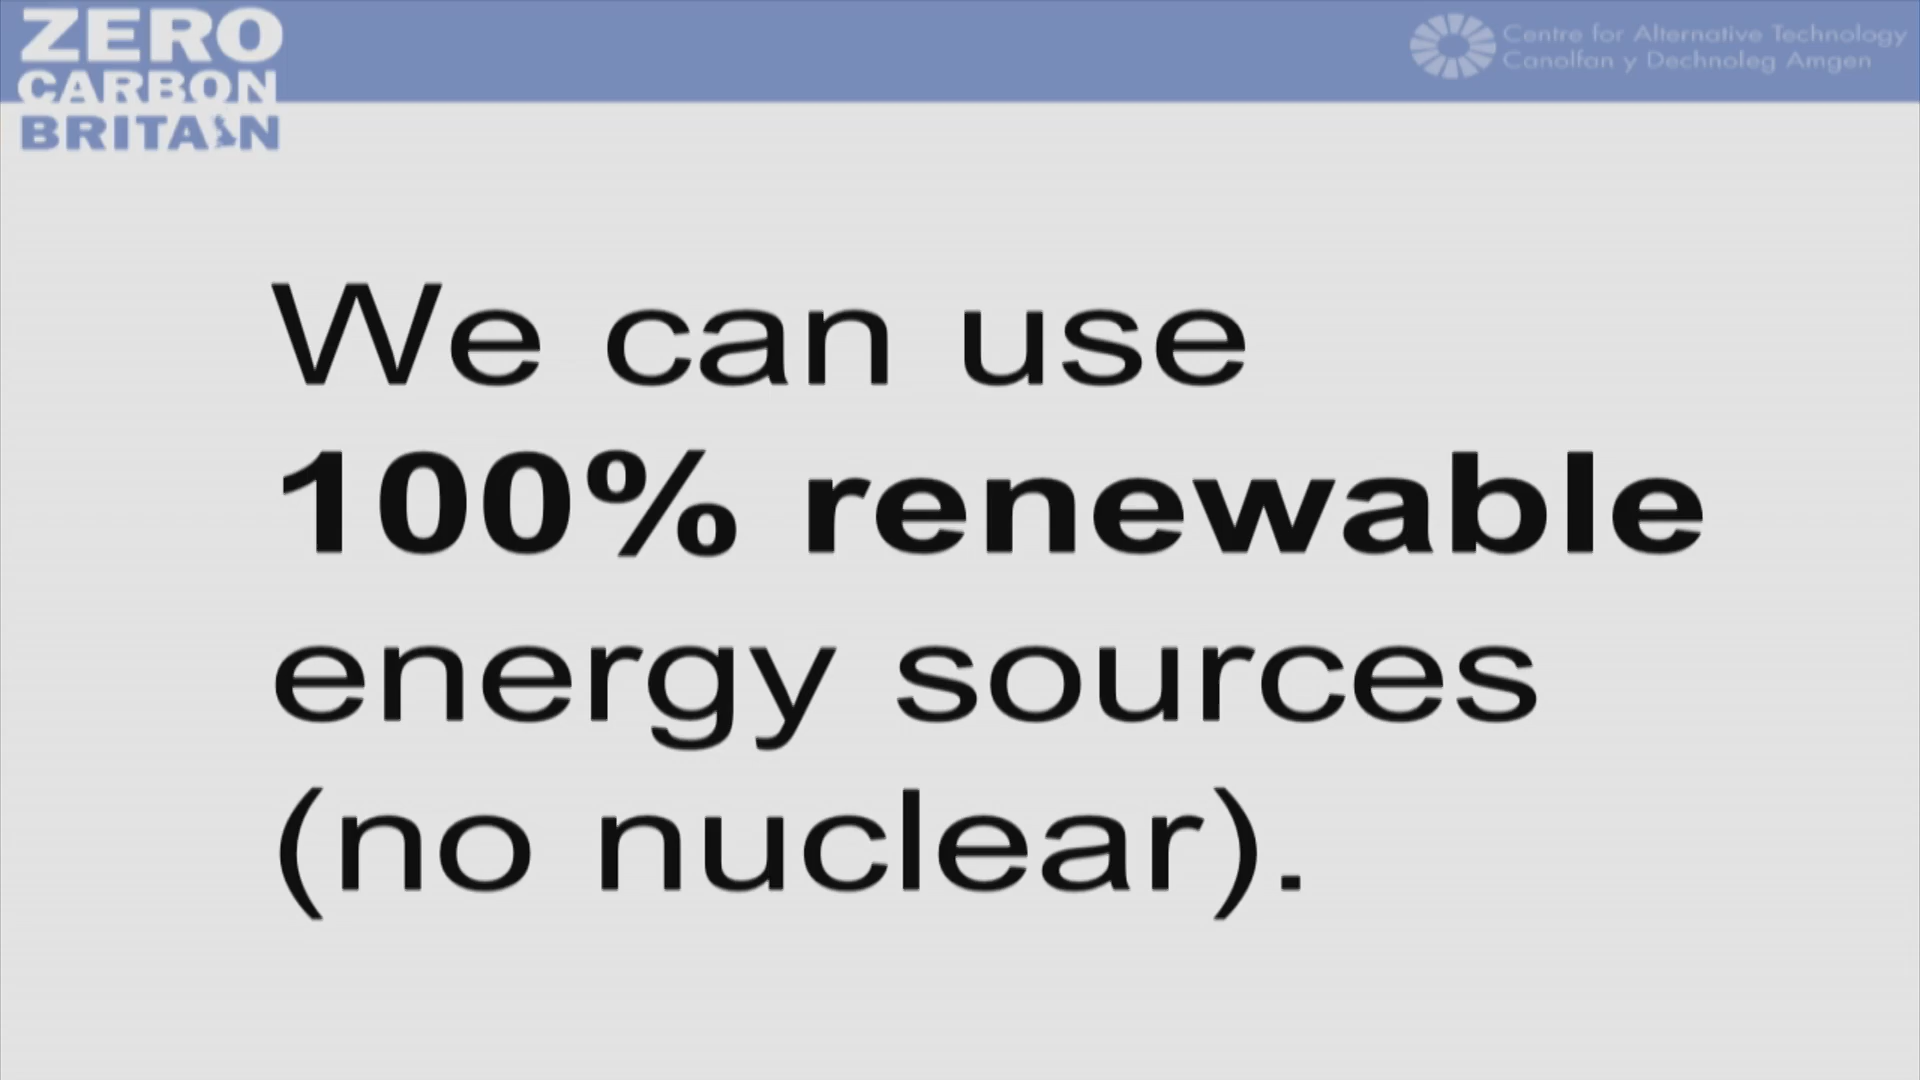 ZERO
CARBON
BRITAIN
Centre for Alternative Technology
Canolfan y Dechnoleg Amgen
We can use
100% renewable
energy sources
(no nuclear).